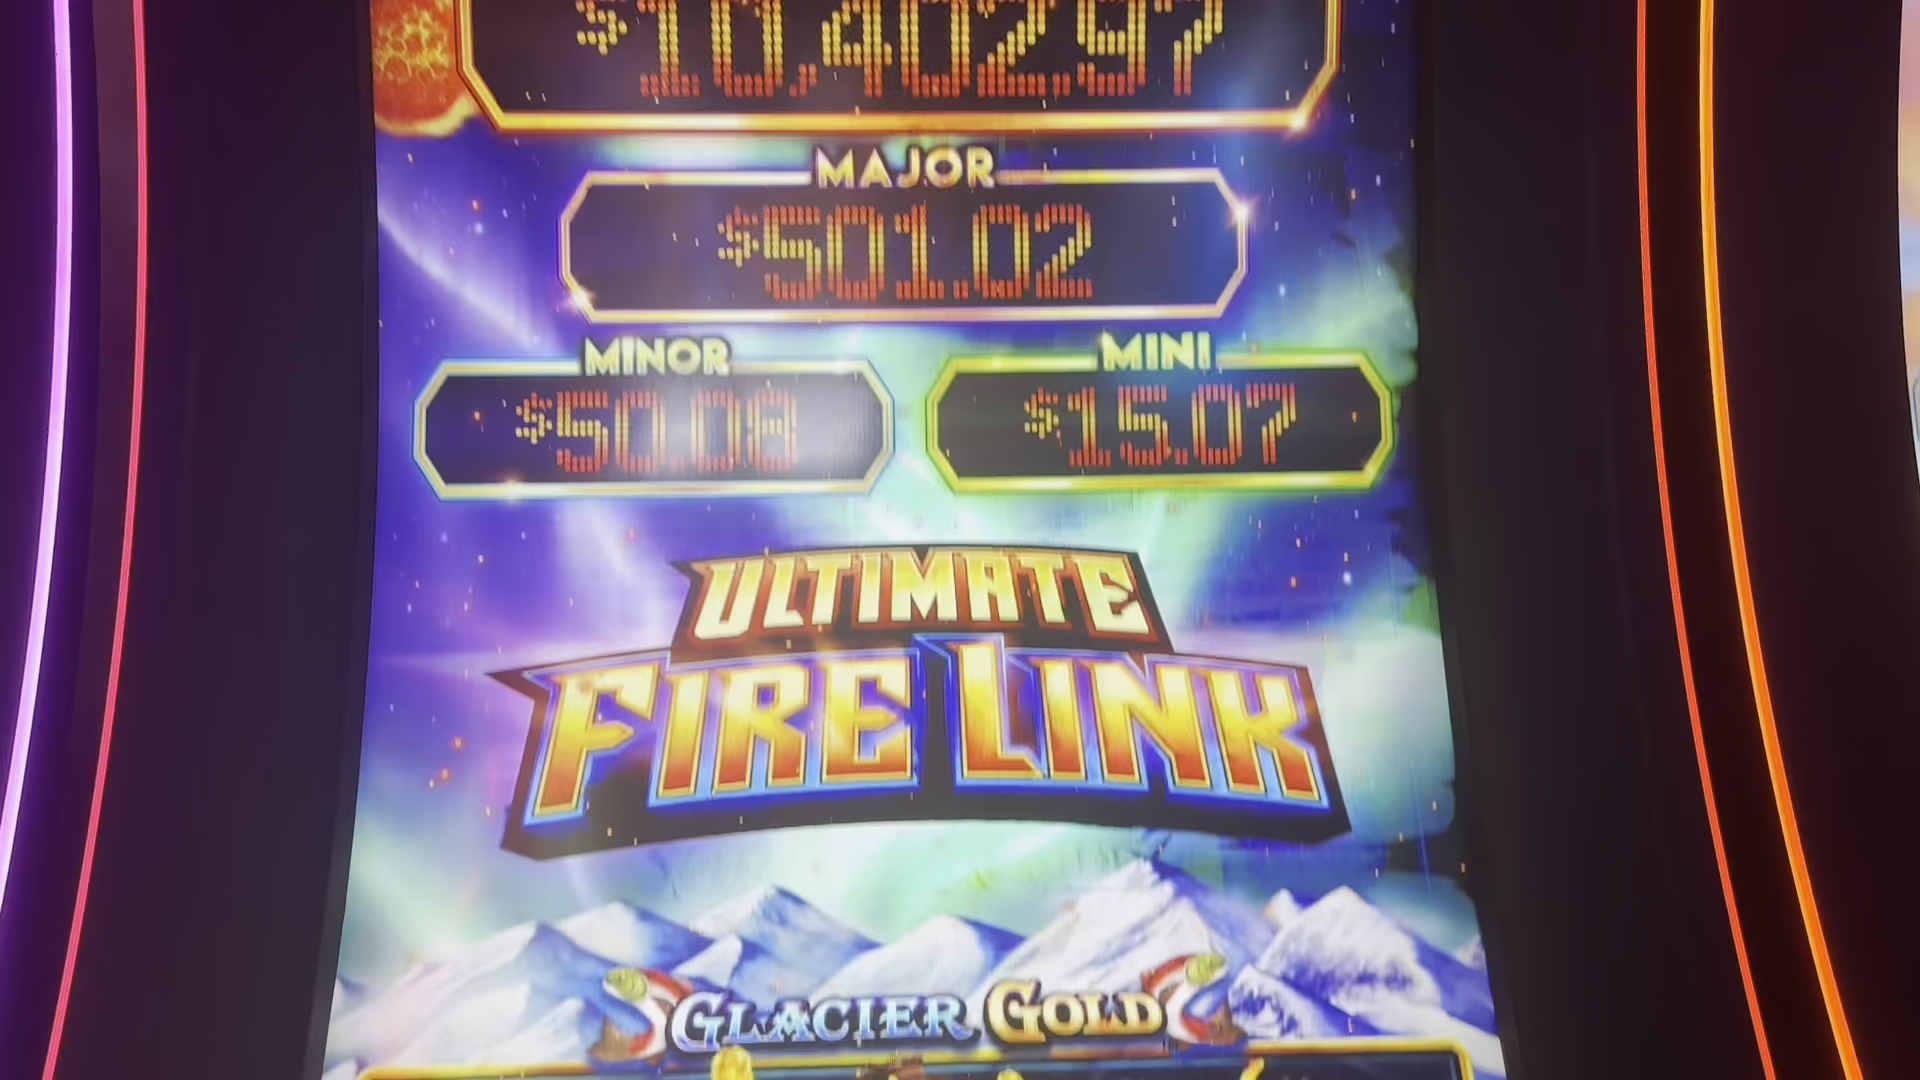 $10,402.97
MAJOR
$501.02
MINOR MINI
$50.08 $15.07
ULTIMATE
FIRE LINK
GLACIER GOLD